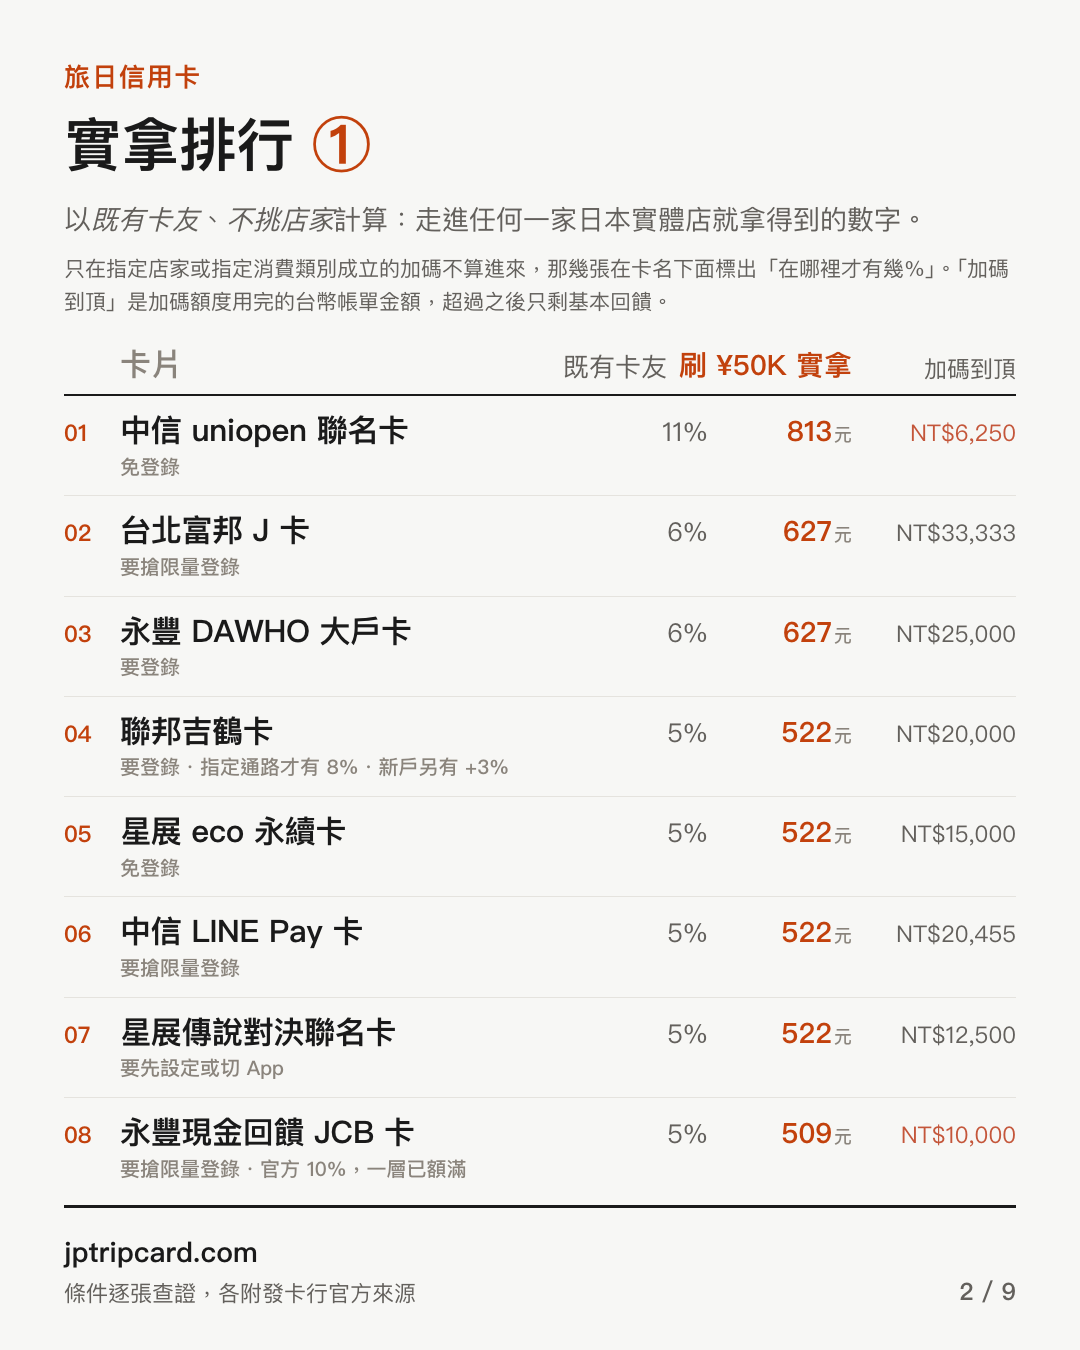 旅日信用卡
實拿排行 ①
以既有卡友、不挑店家計算：走進任何一家日本實體店就拿得到的數字。
只在指定店家或指定消費類別成立的加碼不算進來，那幾張在卡名下面標出「在哪裡才有幾%」。「加碼
到頂」是加碼額度用完的台幣帳單金額，超過之後只剩基本回饋。
卡片 既有卡友 刷 ¥50K 實拿 加碼到頂
01 中信 uniopen 聯名卡 11% 813元 NT$6,250
免登錄
02 台北富邦 J 卡 6% 627元 NT$33,333
要搶限量登錄
03 永豐 DAWHO 大戶卡 6% 627元 NT$25,000
要登錄
04 聯邦吉鶴卡 5% 522元 NT$20,000
要登錄 · 指定通路才有 8% · 新戶另有 +3%
05 星展 eco 永續卡 5% 522元 NT$15,000
免登錄
06 中信 LINE Pay 卡 5% 522元 NT$20,455
要搶限量登錄
07 星展傳說對決聯名卡 5% 522元 NT$12,500
要先設定或切 App
08 永豐現金回饋 JCB 卡 5% 509元 NT$10,000
要搶限量登錄 · 官方 10%，一層已額滿
jptripcard.com
條件逐張查證，各附發卡行官方來源 2 / 9